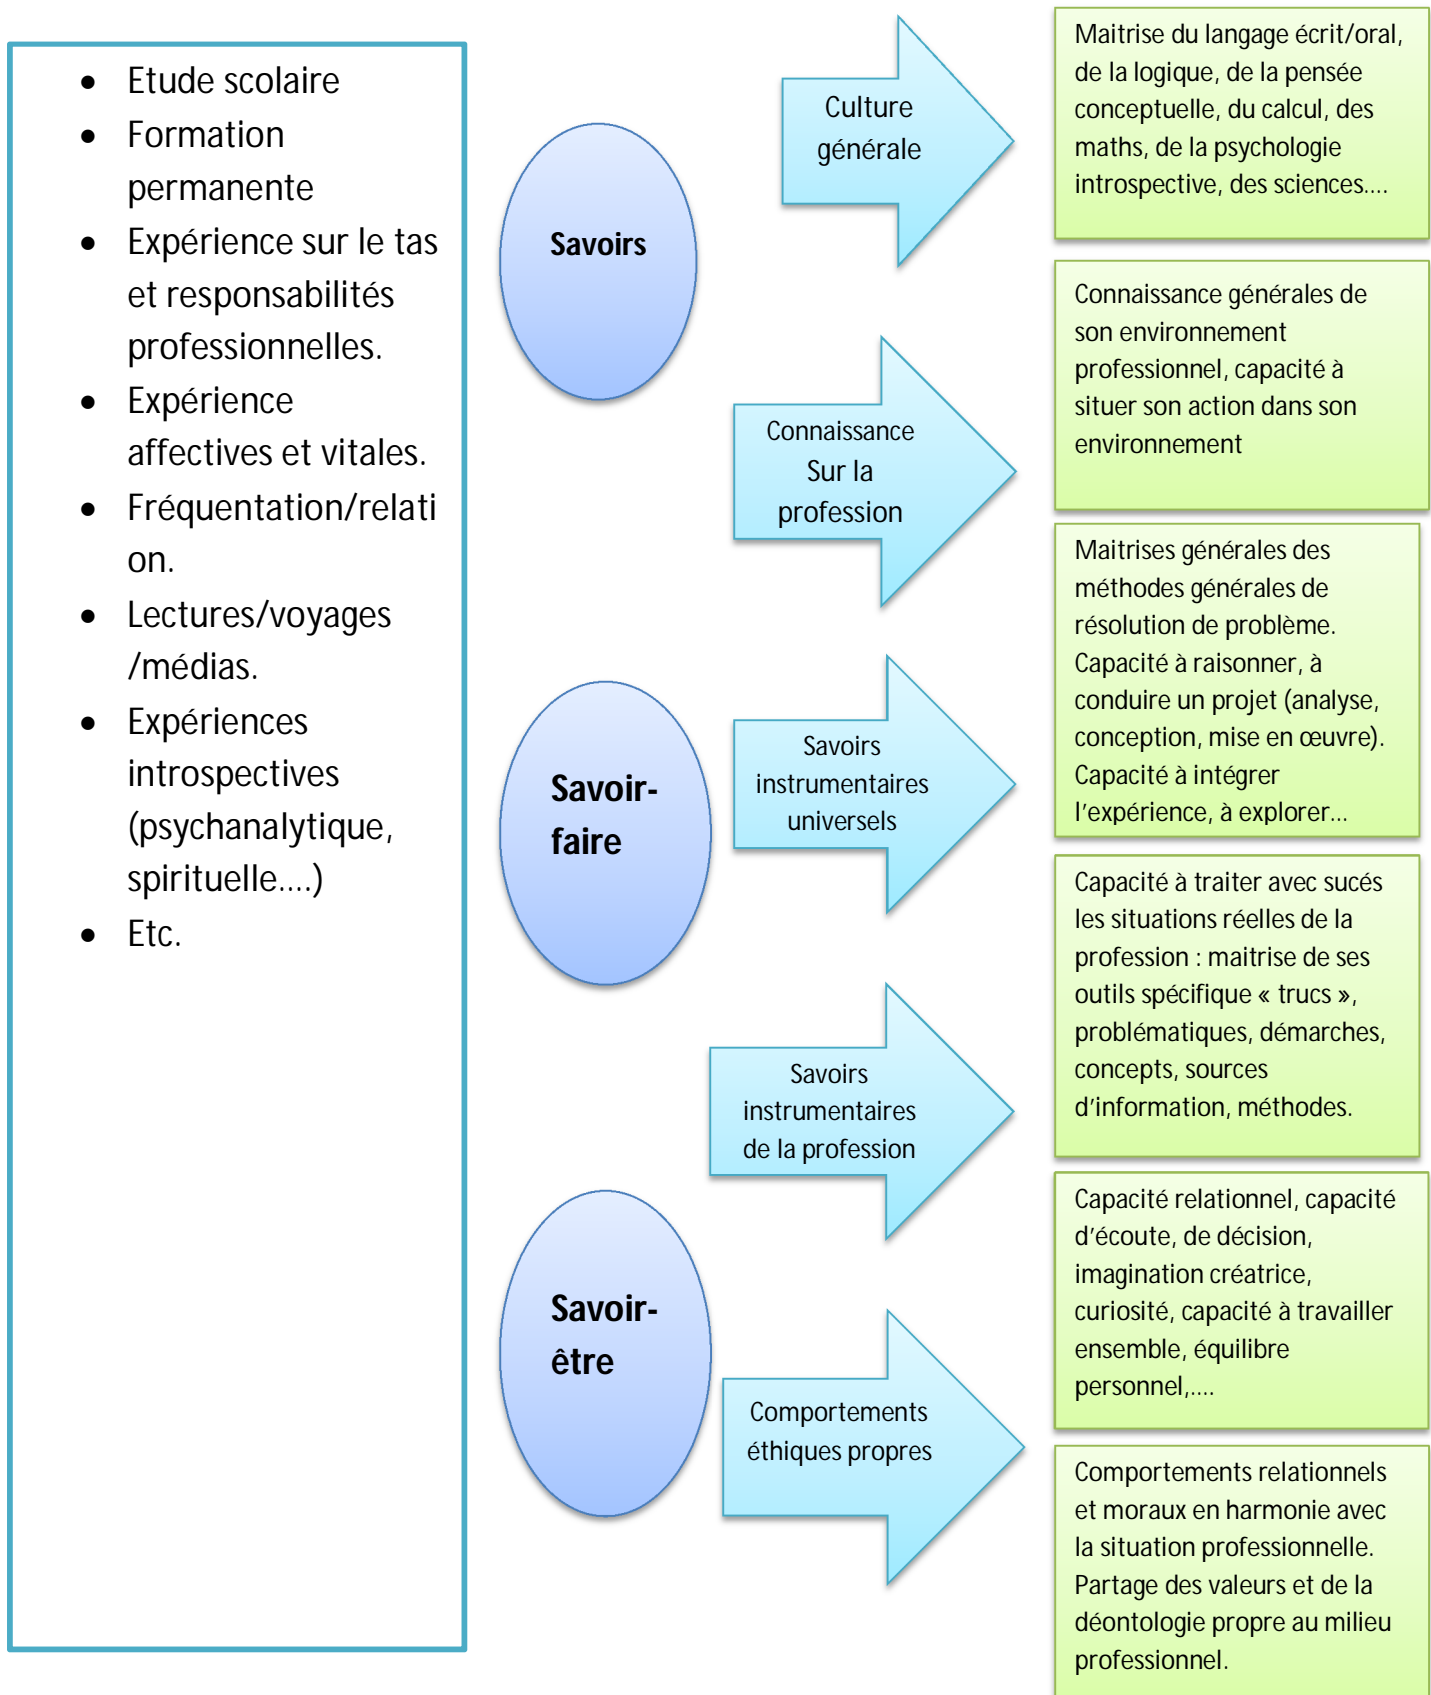 • Etude scolaire
• Formation
permanente
• Expérience sur le tas
et responsabilités
professionnelles.
• Expérience
affectives et vitales.
• Fréquentation/relati
on.
• Lectures/voyages
/médias.
• Expériences
introspectives
(psychanalytique,
spirituelle....)
• Etc.
Savoirs
Culture
générale
Maitrise du langage écrit/oral,
de la logique, de la pensée
conceptuelle, du calcul, des
maths, de la psychologie
introspective, des sciences....
Connaissance
Sur la
profession
Connaissance générales de
son environnement
professionnel, capacité à
situer son action dans son
environnement
Savoir-
faire
Savoirs
instrumentaires
universels
Maitrises générales des
méthodes générales de
résolution de problème.
Capacité à raisonner, à
conduire un projet (analyse,
conception, mise en œuvre).
Capacité à intégrer
l'expérience, à explorer...
Savoirs
instrumentaires
de la profession
Capacité à traiter avec sucés
les situations réelles de la
profession : maitrise de ses
outils spécifique « trucs »,
problématiques, démarches,
concepts, sources
d'information, méthodes.
Savoir-
être
Capacité relationnel, capacité
d'écoute, de décision,
imagination créatrice,
curiosité, capacité à travailler
ensemble, équilibre
personnel,....
Comportements
éthiques propres
Comportements relationnels
et moraux en harmonie avec
la situation professionnelle.
Partage des valeurs et de la
déontologie propre au milieu
professionnel.